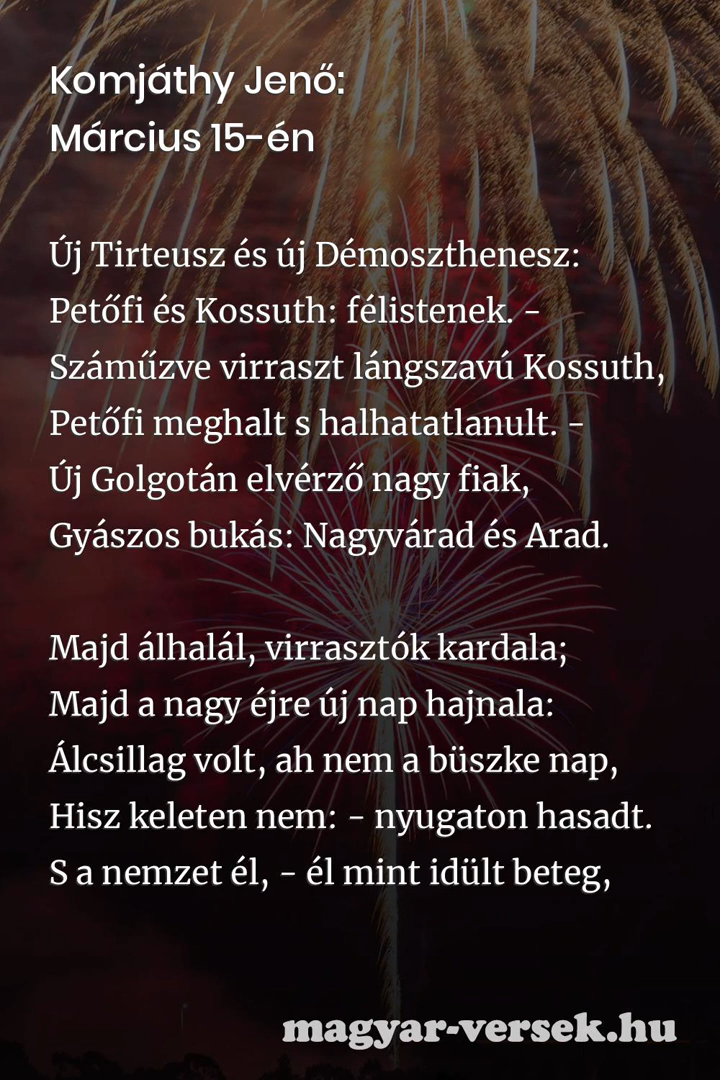 Komjáthy Jenő:
Március 15-én
Új Tirteusz és új Démoszthenesz:
Petőfi és Kossuth: félistenek. -
Száműzve virraszt lángszavú Kossuth,
Petőfi meghalt s halhatatlanult. -
Új Golgotán elvérző nagy fiak,
Gyászos bukás: Nagyvárad és Arad.
Majd álhalál, virrasztók kardala;
Majd a nagy éjre új nap hajnala:
Álcsillag volt, ah nem a büszke nap,
Hisz keleten nem: - nyugaton hasadt.
S a nemzet él, - él mint idült beteg,
magyar-versek.hu